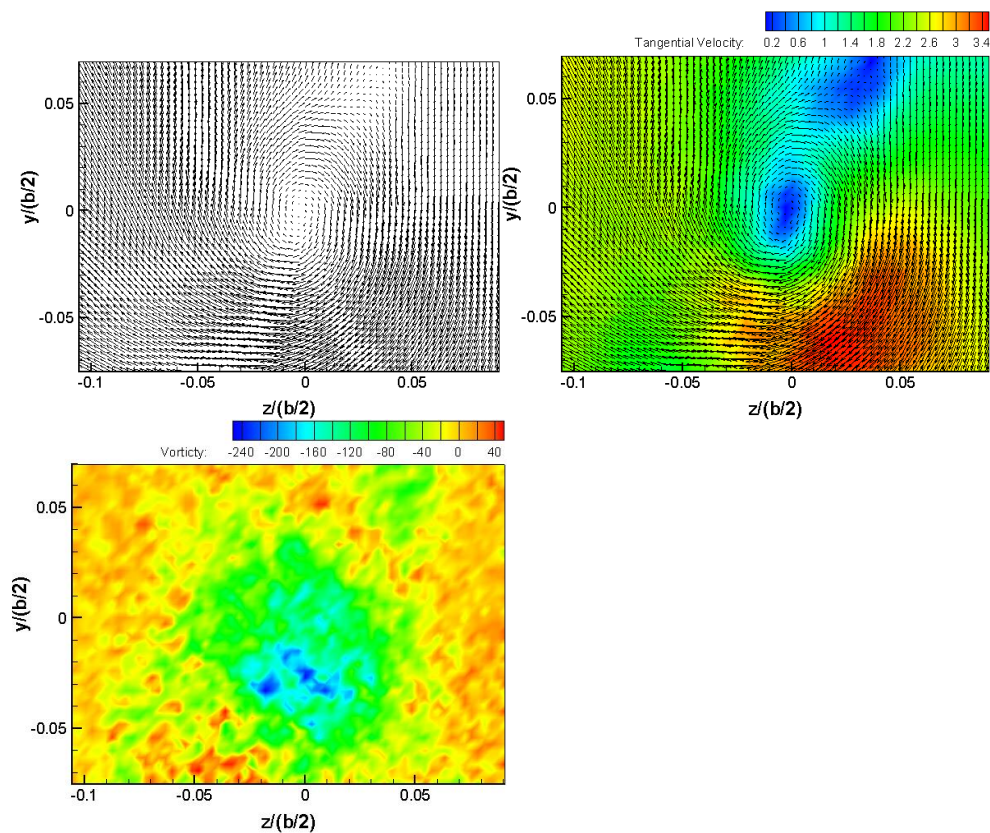 Tangential Velocity: 0.2 0.6 1 1.4 1.8 2.2 2.6 3 3.4
0.05
0
-0.05
y/(b/2)
-0.1 -0.05 0 0.05
z/(b/2)
0.05
0
-0.05
y/(b/2)
-0.1 -0.05 0 0.05
z/(b/2)
Vorticty: -240 -200 -160 -120 -80 -40 0 40
0.05
0
-0.05
y/(b/2)
-0.1 -0.05 0 0.05
z/(b/2)